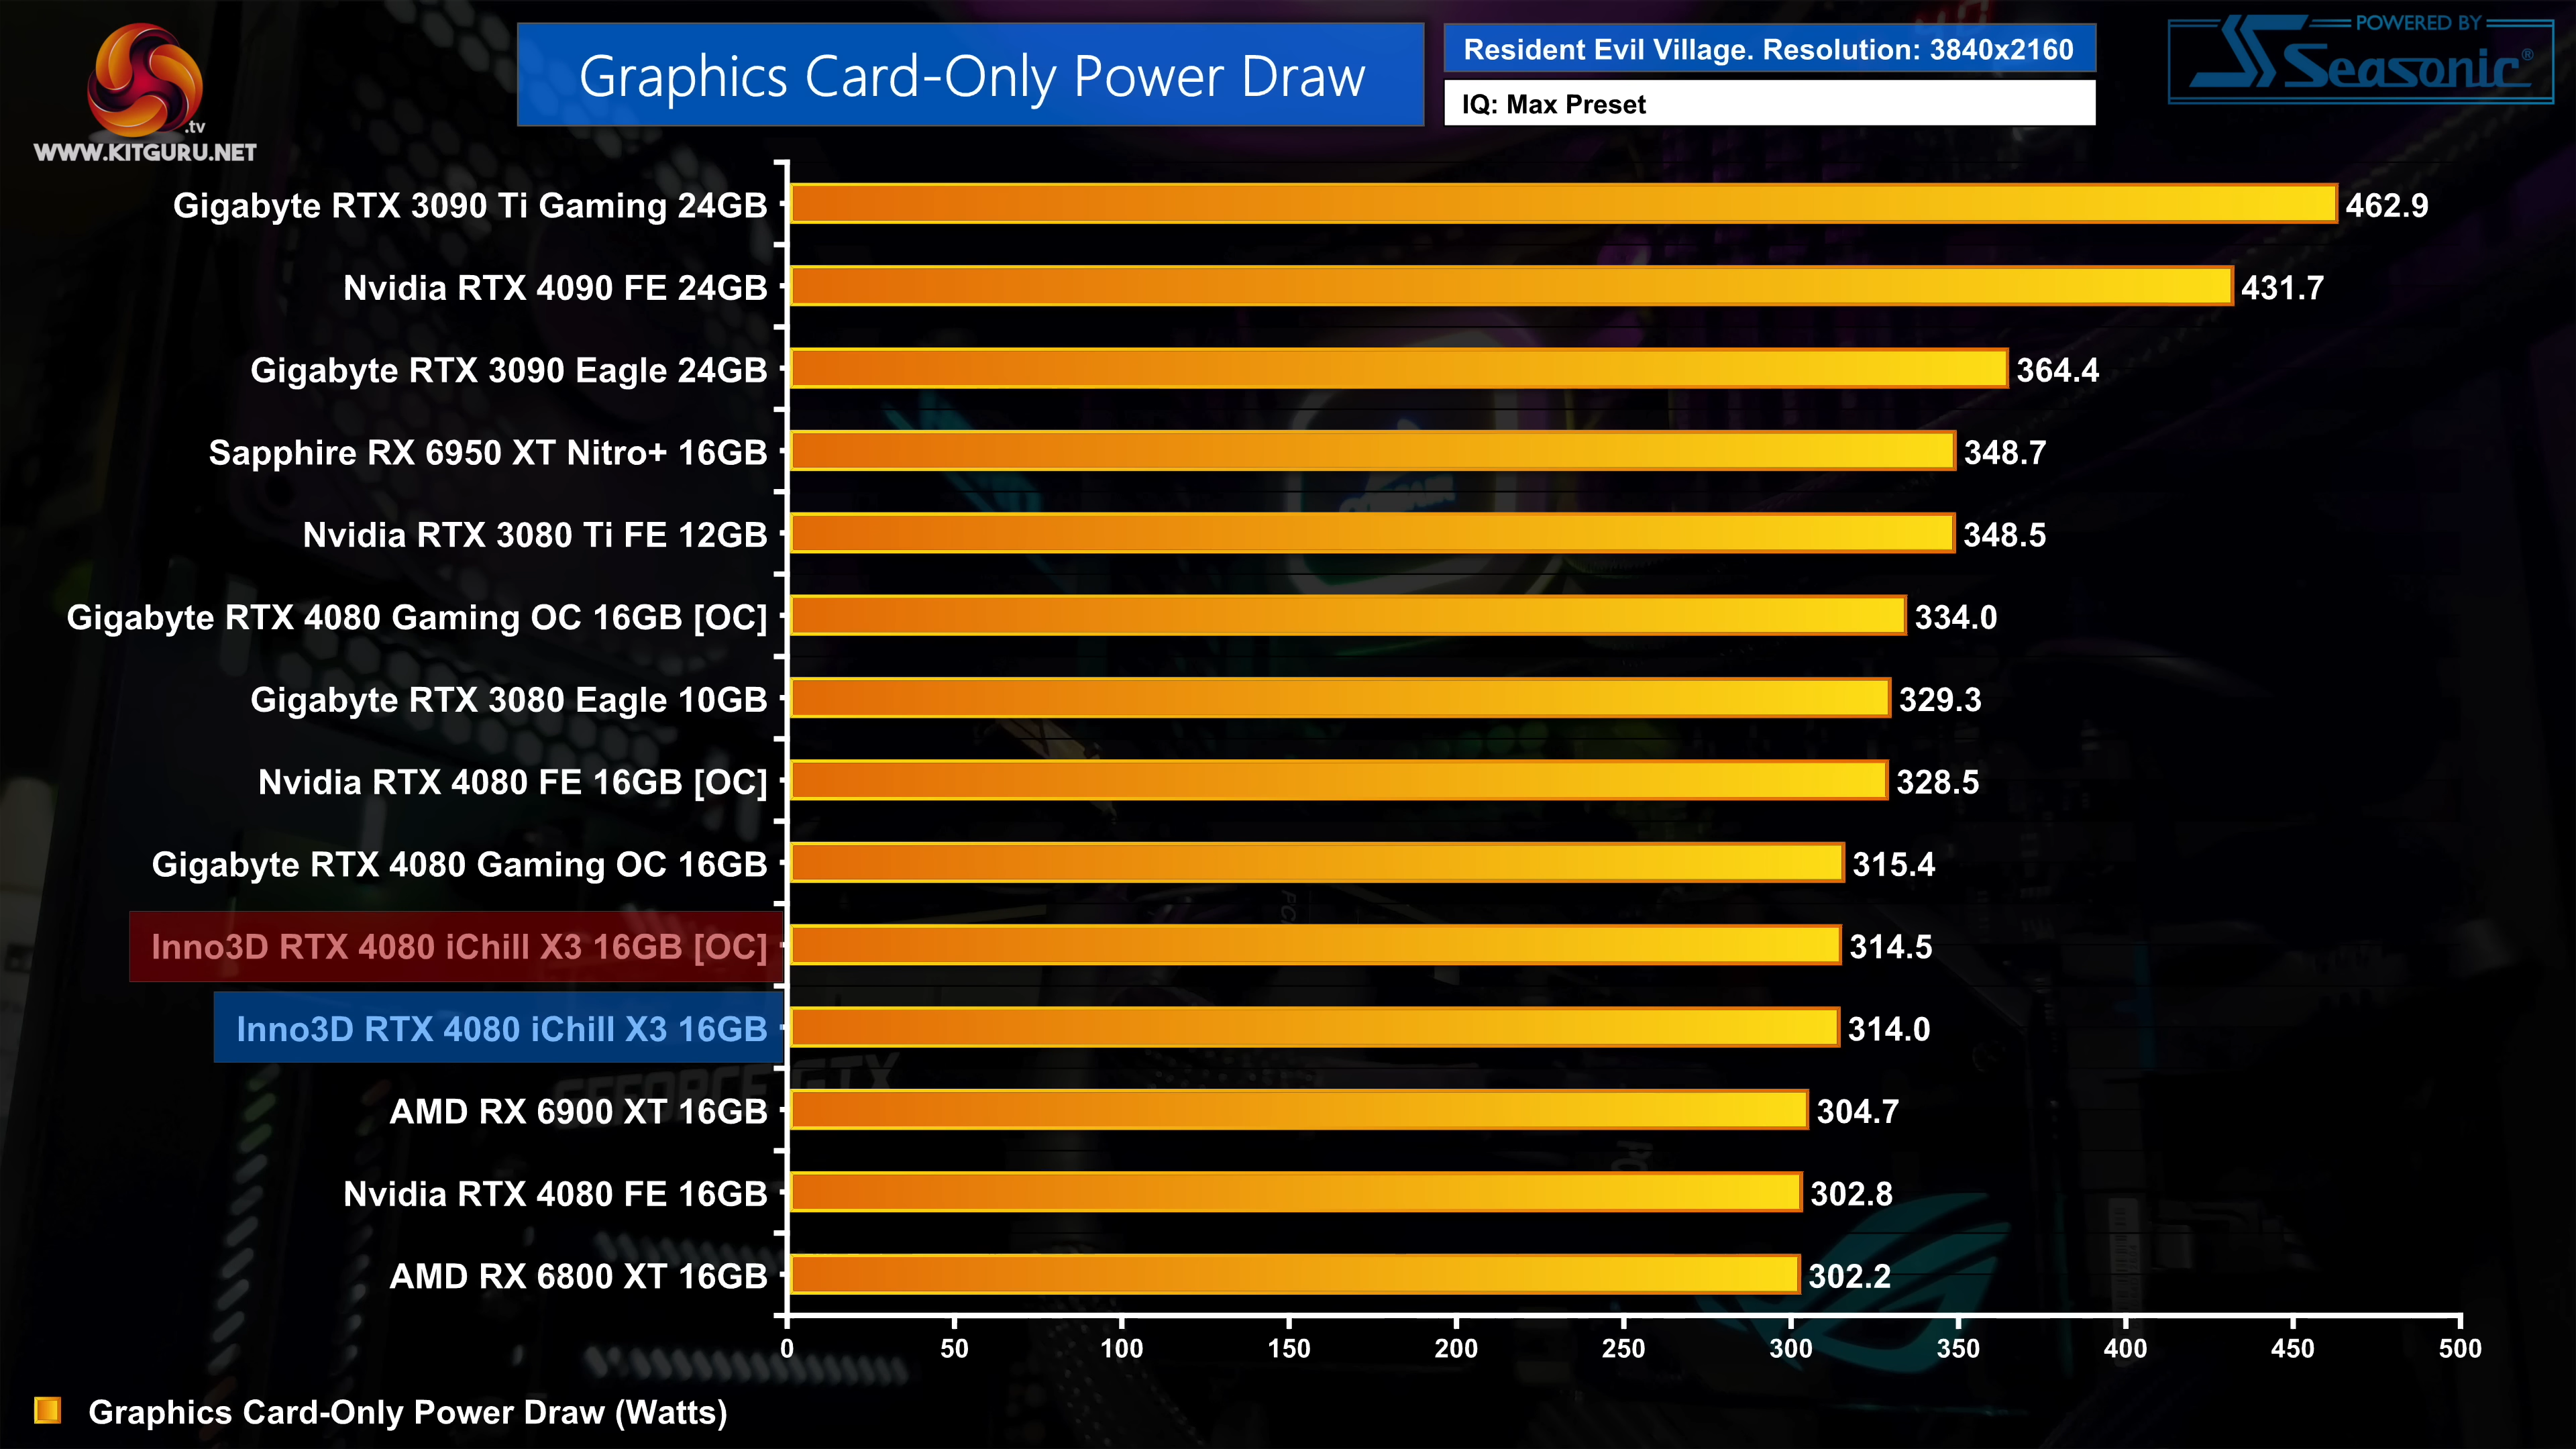 .tv
WWW.KITGURU.NET
Graphics Card-Only Power Draw
Resident Evil Village. Resolution: 3840x2160
IQ: Max Preset
POWERED BY
Seasonic®
Gigabyte RTX 3090 Ti Gaming 24GB 462.9
Nvidia RTX 4090 FE 24GB 431.7
Gigabyte RTX 3090 Eagle 24GB 364.4
Sapphire RX 6950 XT Nitro+ 16GB 348.7
Nvidia RTX 3080 Ti FE 12GB 348.5
Gigabyte RTX 4080 Gaming OC 16GB [OC] 334.0
Gigabyte RTX 3080 Eagle 10GB 329.3
Nvidia RTX 4080 FE 16GB [OC] 328.5
Gigabyte RTX 4080 Gaming OC 16GB 315.4
Inno3D RTX 4080 iChill X3 16GB [OC] 314.5
Inno3D RTX 4080 iChill X3 16GB 314.0
GEFORCE GTX
AMD RX 6900 XT 16GB 304.7
Nvidia RTX 4080 FE 16GB 302.8
AMD RX 6800 XT 16GB 302.2
0 50 100 150 200 250 300 350 400 450 500
Graphics Card-Only Power Draw (Watts)